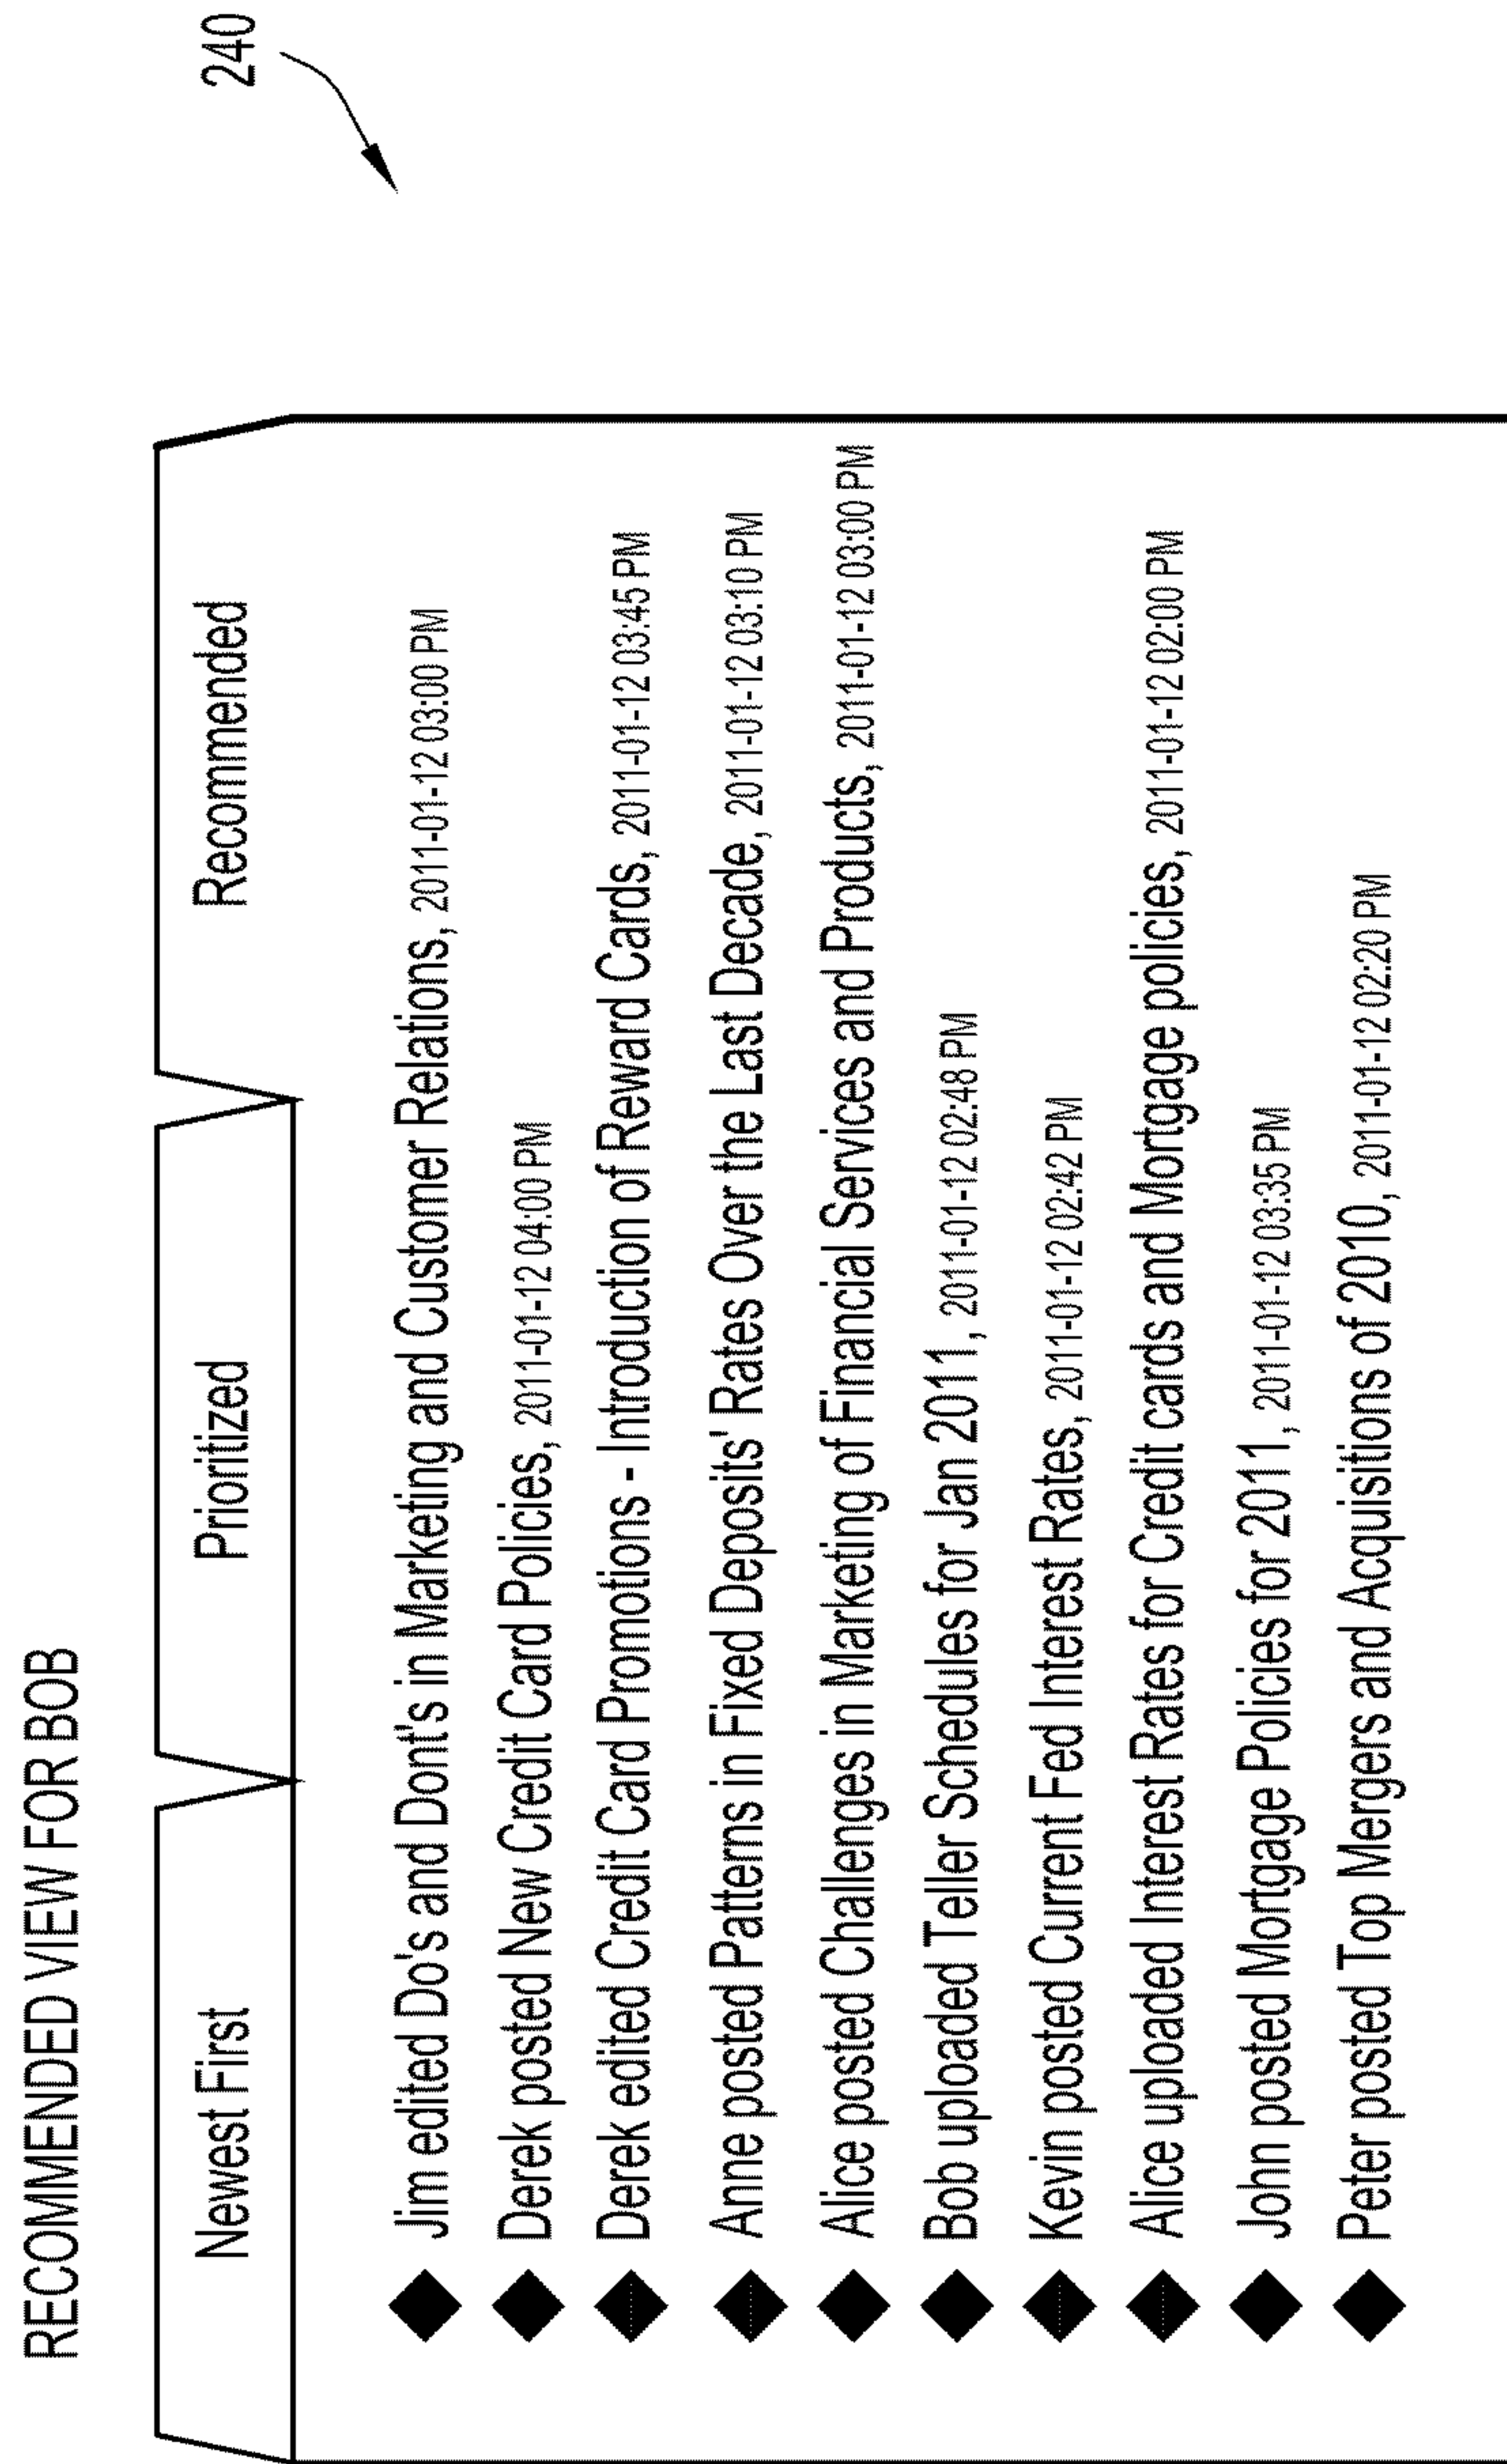 RECOMMENDED VIEW FOR BOB
240
Newest First Prioritized Recommended
Jim edited Do's and Dont's in Marketing and Customer Relations, 2011-01-12 03:00 PM
Derek posted New Credit Card Policies, 2011-01-12 04:00 PM
Derek edited Credit Card Promotions - Introduction of Reward Cards, 2011-01-12 03:45 PM
Anne posted Patterns in Fixed Deposits' Rates Over the Last Decade, 2011-01-12 03:10 PM
Alice posted Challenges in Marketing of Financial Services and Products, 2011-01-12 03:00 PM
Bob uploaded Teller Schedules for Jan 2011, 2011-01-12 02:48 PM
Kevin posted Current Fed Interest Rates, 2011-01-12 02:42 PM
Alice uploaded Interest Rates for Credit cards and Mortgage policies, 2011-01-12 02:00 PM
John posted Mortgage Policies for 2011, 2011-01-12 03:35 PM
Peter posted Top Mergers and Acquisitions of 2010, 2011-01-12 02:20 PM